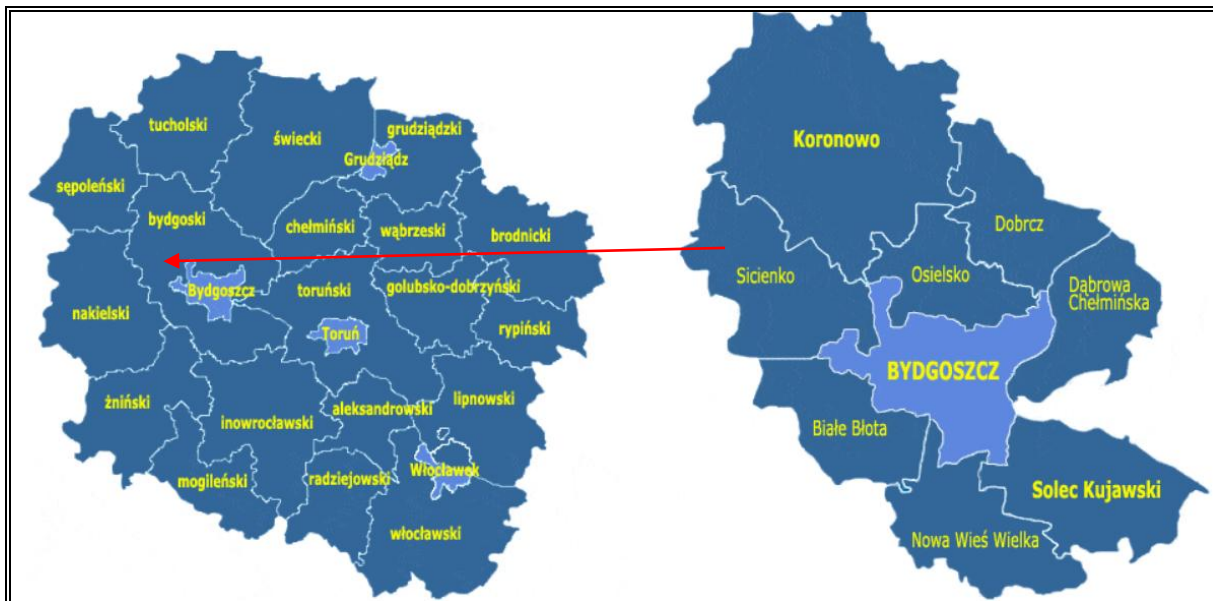 tucholski
świecki
grudziądzki
Grudziądz
sępoleński
bydgoski
chełmiński
wąbrzeski
brodnicki
nakielski
Bydgoszcz
toruński
golubsko-dobrzyński
rypiński
Toruń
żniński
inowrocławski
aleksandrowski
lipnowski
mogileński
radziejowski
Włocławek
włocławski
Koronowo
Dobrcz
Sicienko
Osielsko
Dąbrowa
Chełmińska
BYDGOSZCZ
Białe Błota
Solec Kujawski
Nowa Wieś Wielka